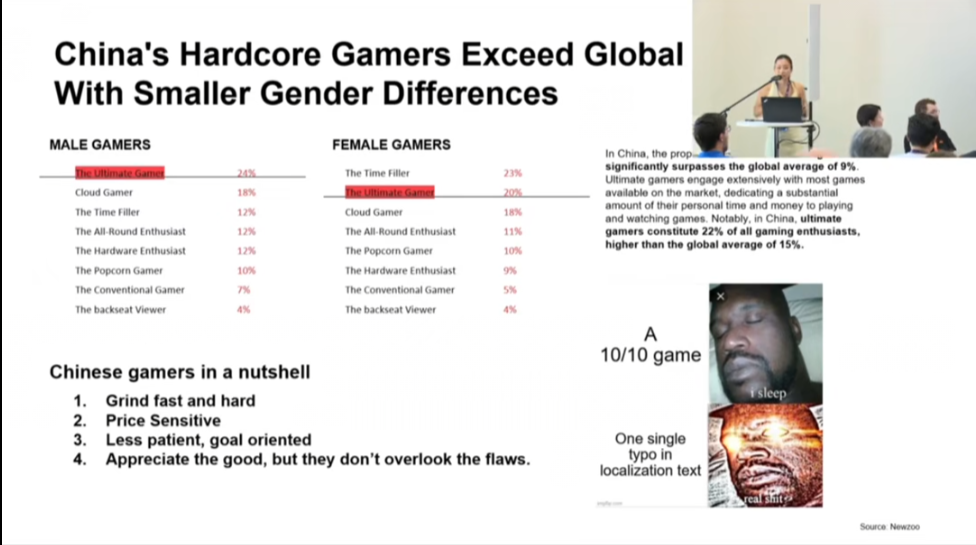 China's Hardcore Gamers Exceed Global
With Smaller Gender Differences
MALE GAMERS
The Ultimate Gamer 24%
Cloud Gamer 18%
The Time Filler 12%
The All-Round Enthusiast 12%
The Hardware Enthusiast 12%
The Popcorn Gamer 10%
The Conventional Gamer 7%
The backseat Viewer 4%
FEMALE GAMERS
The Time Filler 23%
The Ultimate Gamer 20%
Cloud Gamer 18%
The All-Round Enthusiast 11%
The Popcorn Gamer 10%
The Hardware Enthusiast 9%
The Conventional Gamer 5%
The backseat Viewer 4%
In China, the
significantly surpasses the global average of 9%.
Ultimate gamers engage extensively with most games
available on the market, dedicating a substantial
amount of their personal time and money to playing
and watching games. Notably, in China, ultimate
gamers constitute 22% of all gaming enthusiasts,
higher than the global average of 15%.
Chinese gamers in a nutshell
1. Grind fast and hard
2. Price Sensitive
3. Less patient, goal oriented
4. Appreciate the good, but they don't overlook the flaws.
A
10/10 game
i sleep
One single
typo in
localization text
real shit
imgflip.com
Source: Newzoo